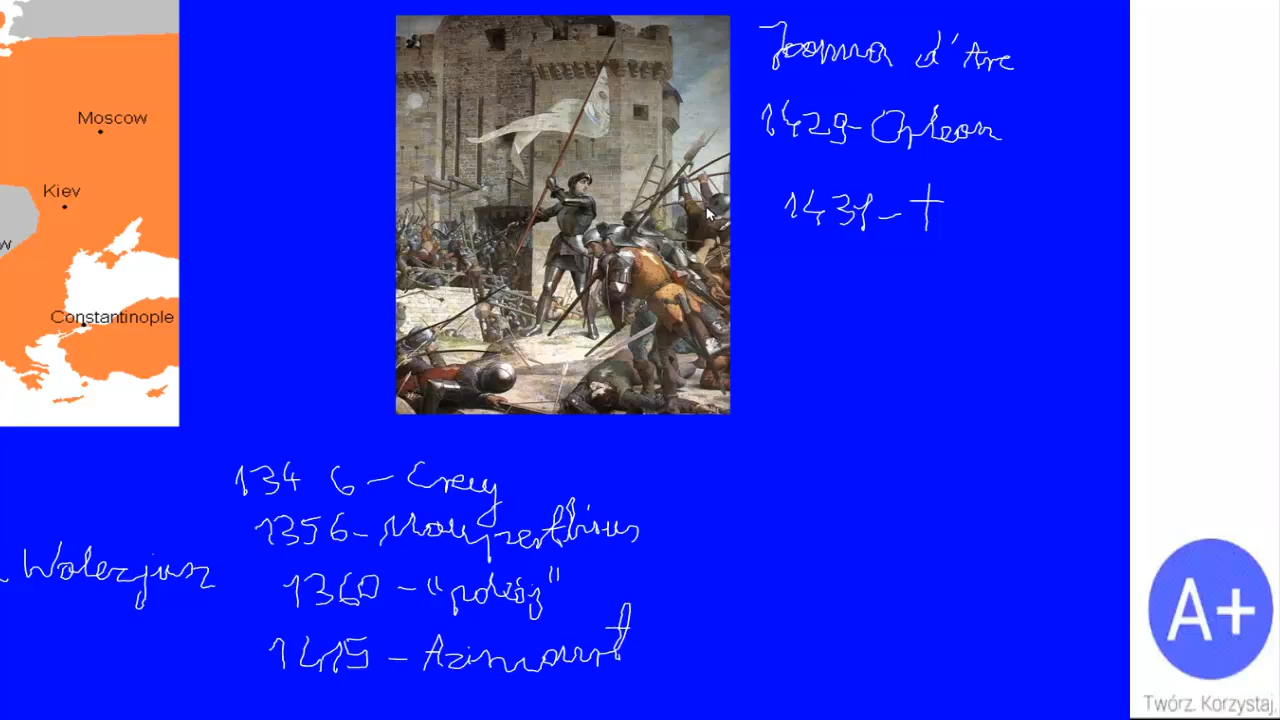 Moscow
Kiev
w
Constantinople
Joanna d'Arc
1429- Orlean
1431- †
1346 - Crecy
1356- Maupertuis
Walezjusz
1360 - "pokój"
1415 - Azincourt
A+
Twórz. Korzystaj.